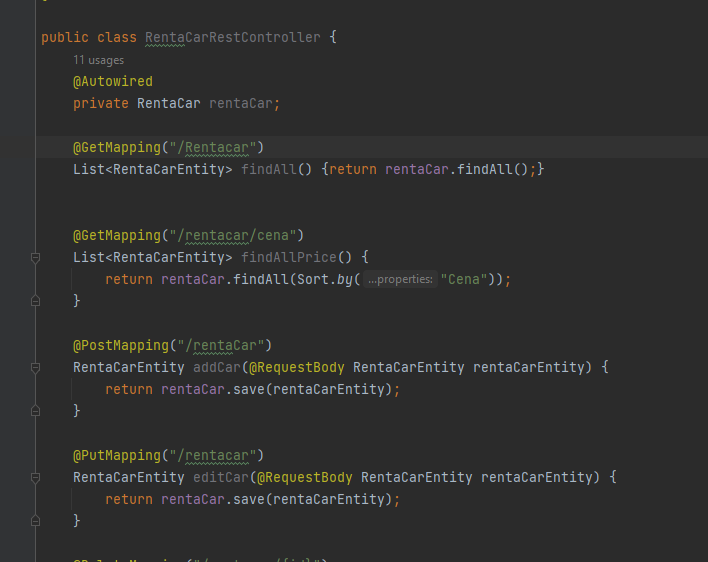 public class RentaCarRestController {
11 usages
@Autowired
private RentaCar rentaCar;
@GetMapping("/Rentacar")
List<RentaCarEntity> findAll() {return rentaCar.findAll();}
@GetMapping("/rentacar/cena")
List<RentaCarEntity> findAllPrice() {
return rentaCar.findAll(Sort.by( ...properties: "Cena"));
}
@PostMapping("/rentaCar")
RentaCarEntity addCar(@RequestBody RentaCarEntity rentaCarEntity) {
return rentaCar.save(rentaCarEntity);
}
@PutMapping("/rentacar")
RentaCarEntity editCar(@RequestBody RentaCarEntity rentaCarEntity) {
return rentaCar.save(rentaCarEntity);
}